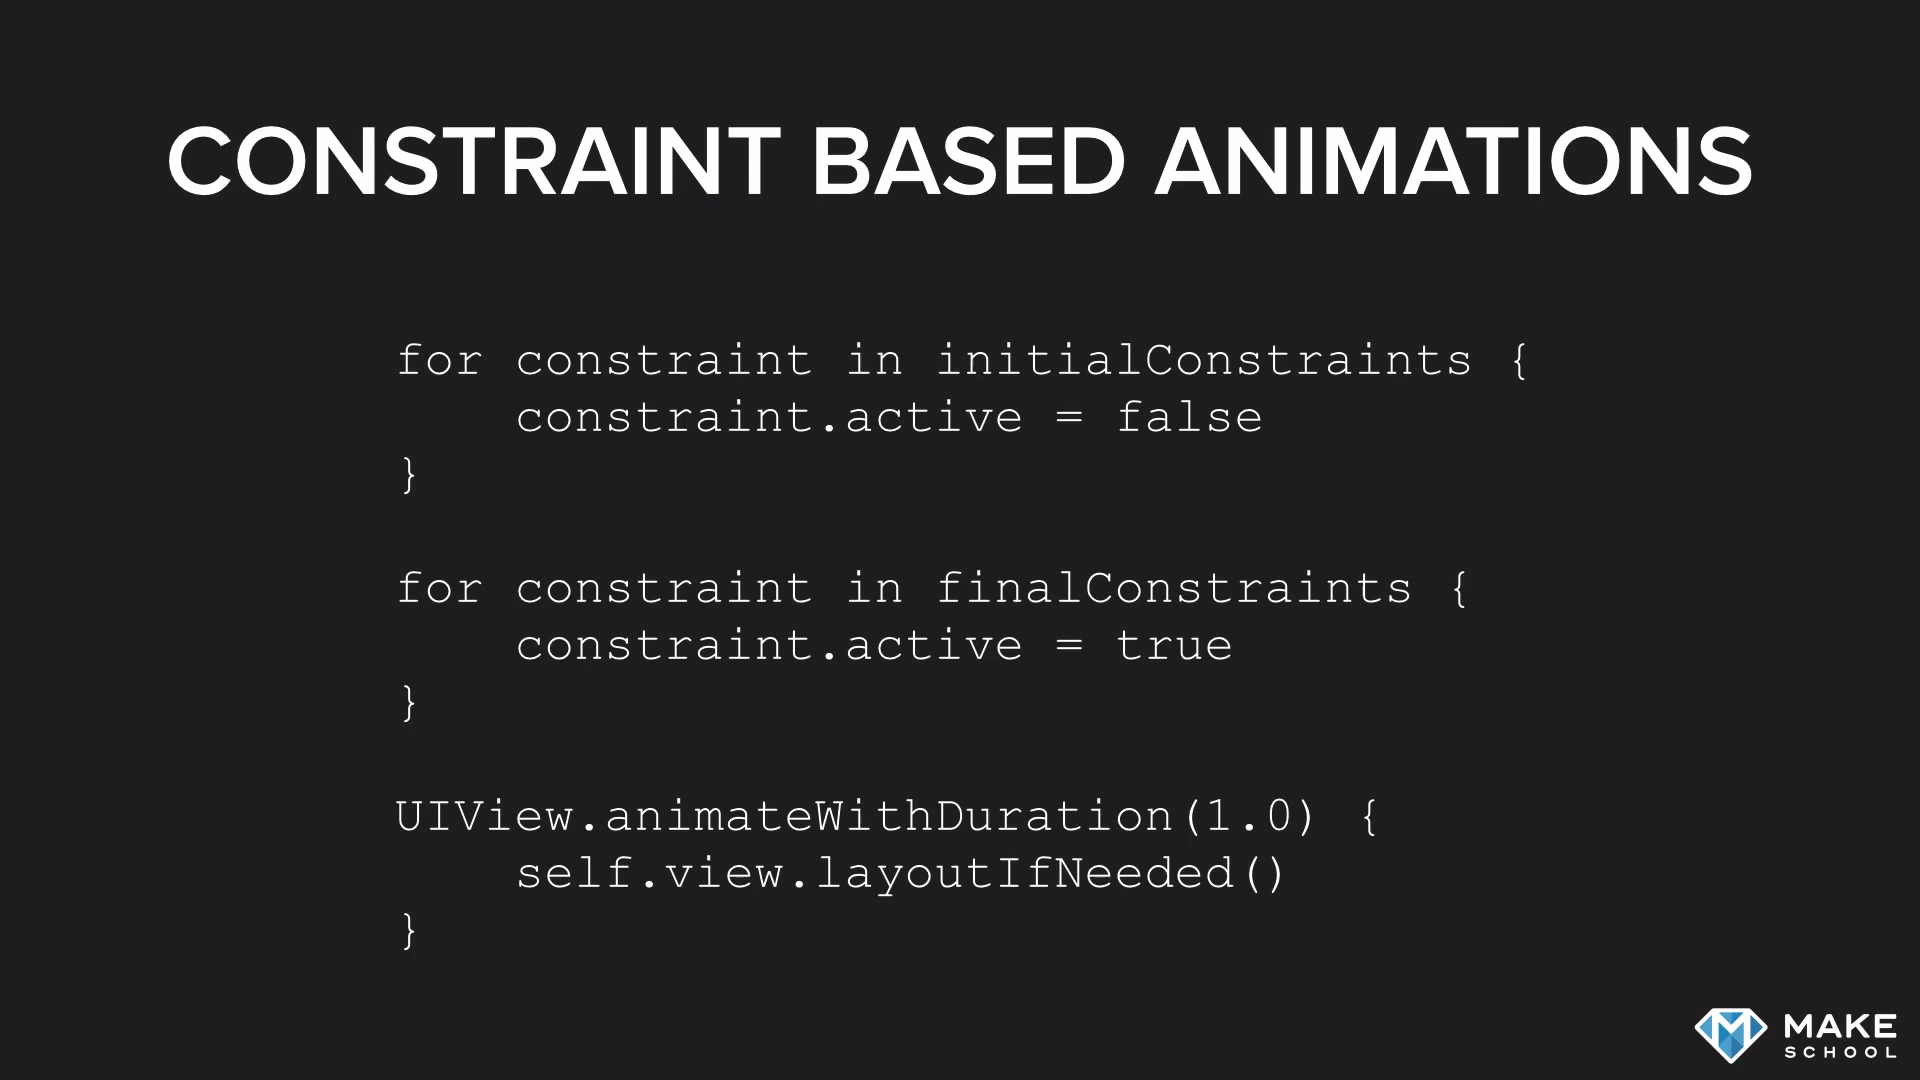 CONSTRAINT BASED ANIMATIONS
for constraint in initialConstraints {
    constraint.active = false
}
for constraint in finalConstraints {
    constraint.active = true
}
UIView.animateWithDuration(1.0) {
    self.view.layoutIfNeeded()
}
MAKE
SCHOOL